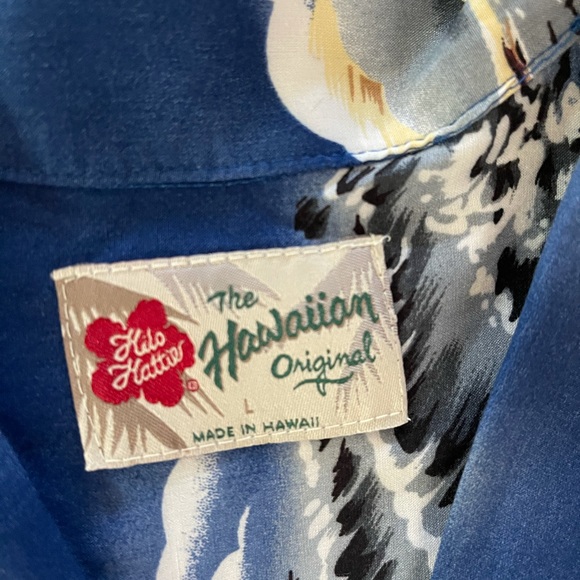 Hilo
Hattie®
The
Hawaiian
Original
L
MADE IN HAWAII